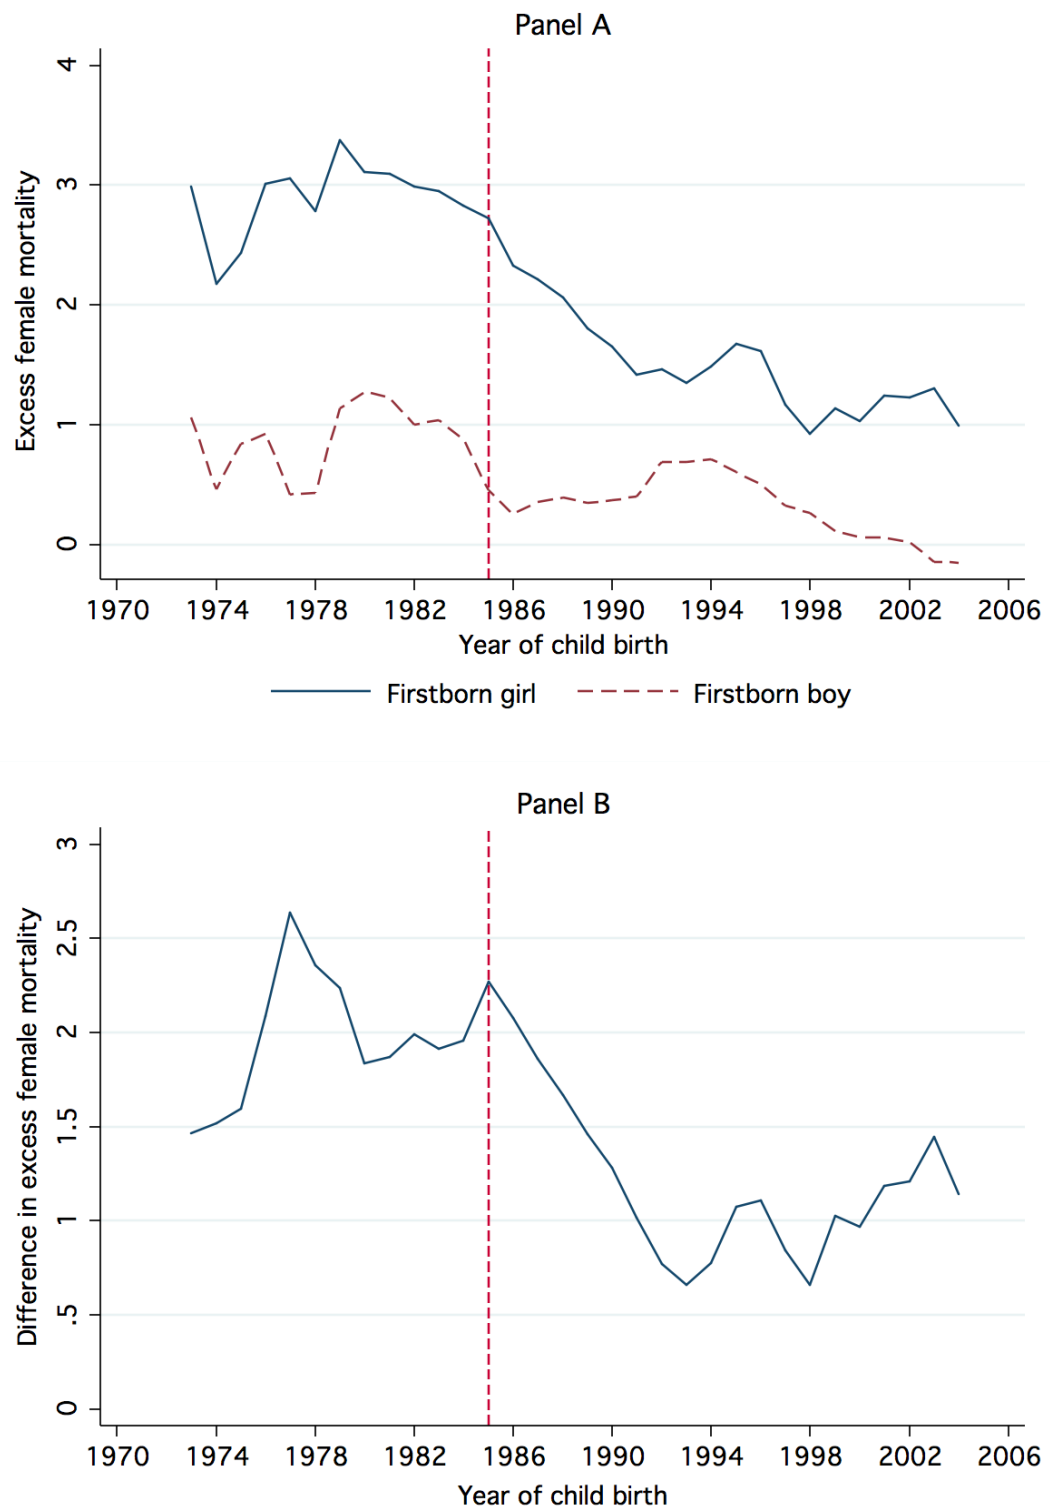 Panel A
Excess female mortality
4
3
2
1
0
1970 1974 1978 1982 1986 1990 1994 1998 2002 2006
Year of child birth
Firstborn girl Firstborn boy
Panel B
Difference in excess female mortality
3
2.5
2
1.5
1
.5
0
1970 1974 1978 1982 1986 1990 1994 1998 2002 2006
Year of child birth